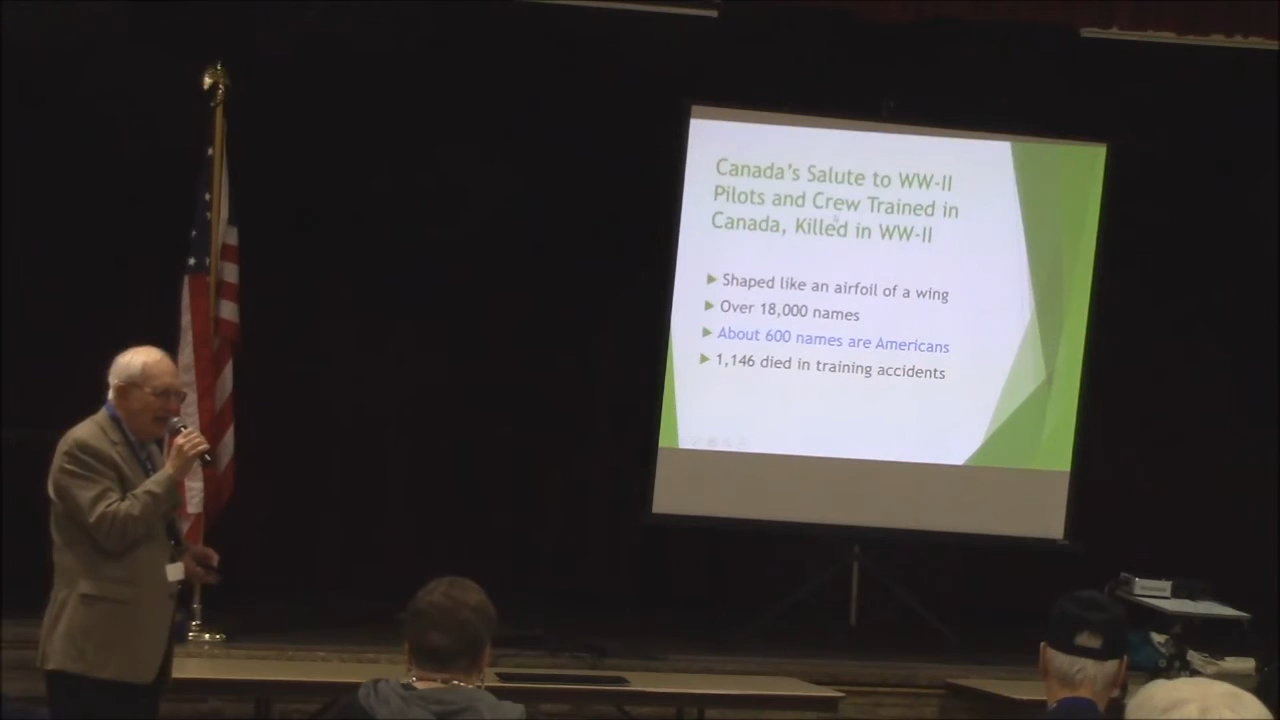 Canada's Salute to WW-II
Pilots and Crew Trained in
Canada, Killed in WW-II
Shaped like an airfoil of a wing
Over 18,000 names
About 600 names are Americans
1,146 died in training accidents